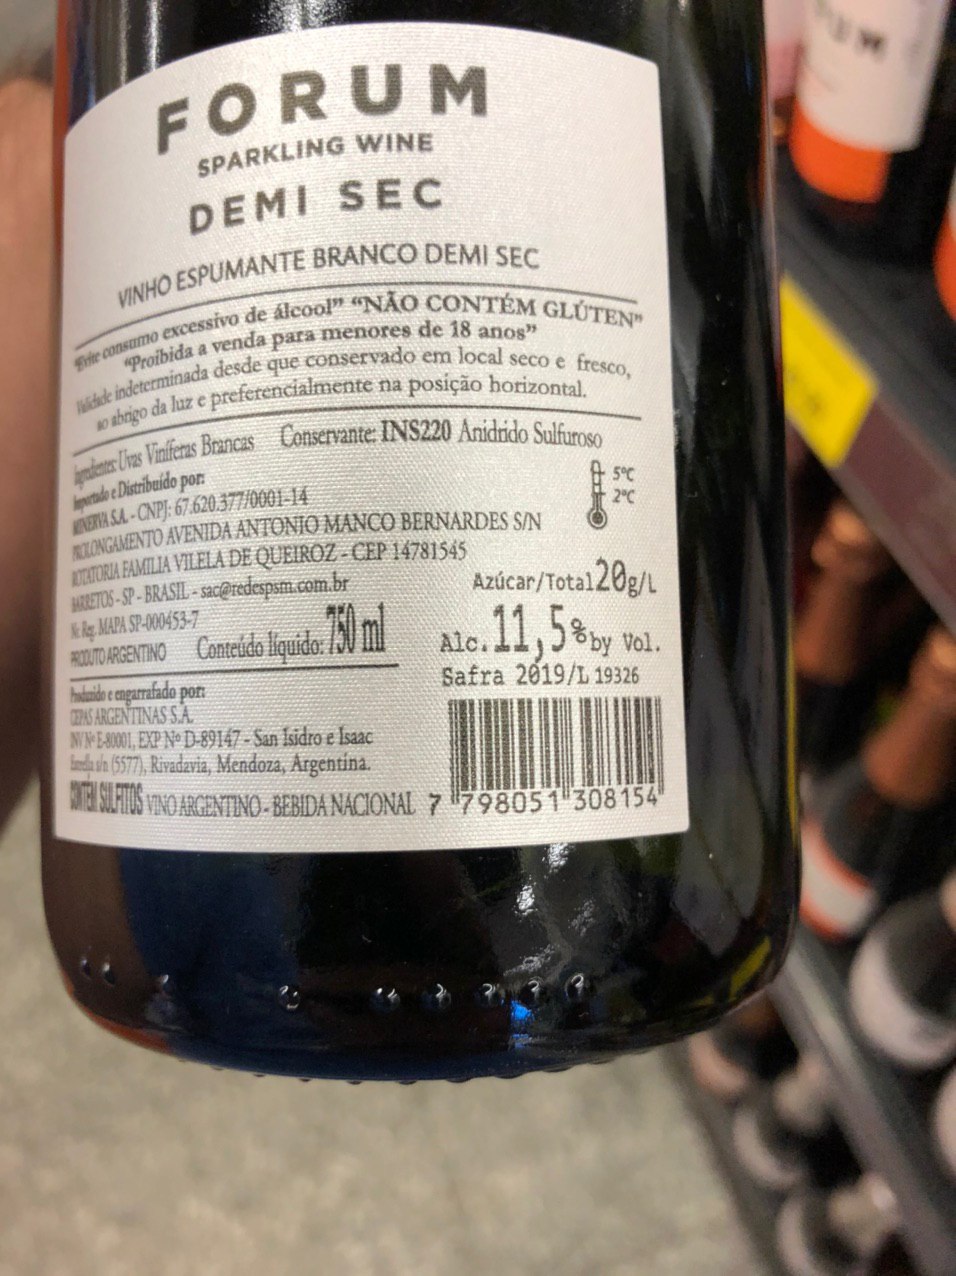 FORUM
SPARKLING WINE
DEMI SEC
VINHO ESPUMANTE BRANCO DEMI SEC
"Evite consumo excessivo de álcool" "NÃO CONTÉM GLÚTEN"
"Proibida a venda para menores de 18 anos"
Validade indeterminada desde que conservado em local seco e fresco,
ao abrigo da luz e preferencialmente na posição horizontal.
Ingredientes: Uvas Viníferas Brancas Conservante: INS220 Anidrido Sulfuroso
Importado e Distribuído por:
MINERVA S.A. - CNPJ: 67.620.377/0001-14
PROLONGAMENTO AVENIDA ANTONIO MANCO BERNARDES S/N
ROTATORIA FAMILIA VILELA DE QUEIROZ - CEP 14781545
BARRETOS - SP - BRASIL - sac@redespsm.com.br
Nr. Reg. MAPA SP-000453-7
PRODUTO ARGENTINO Conteúdo líquido: 750 ml
5°C
2°C
Azúcar/Total 20g/L
Alc. 11,5% by Vol.
Safra 2019/L 19326
Produzido e engarrafado por:
CEPAS ARGENTINAS S.A.
INV Nº E-80001, EXP Nº D-89147 - San Isidro e Isaac
Estrella s/n (5577), Rivadavia, Mendoza, Argentina.
CONTÉM SULFITOS VINO ARGENTINO - BEBIDA NACIONAL
7 798051 308154